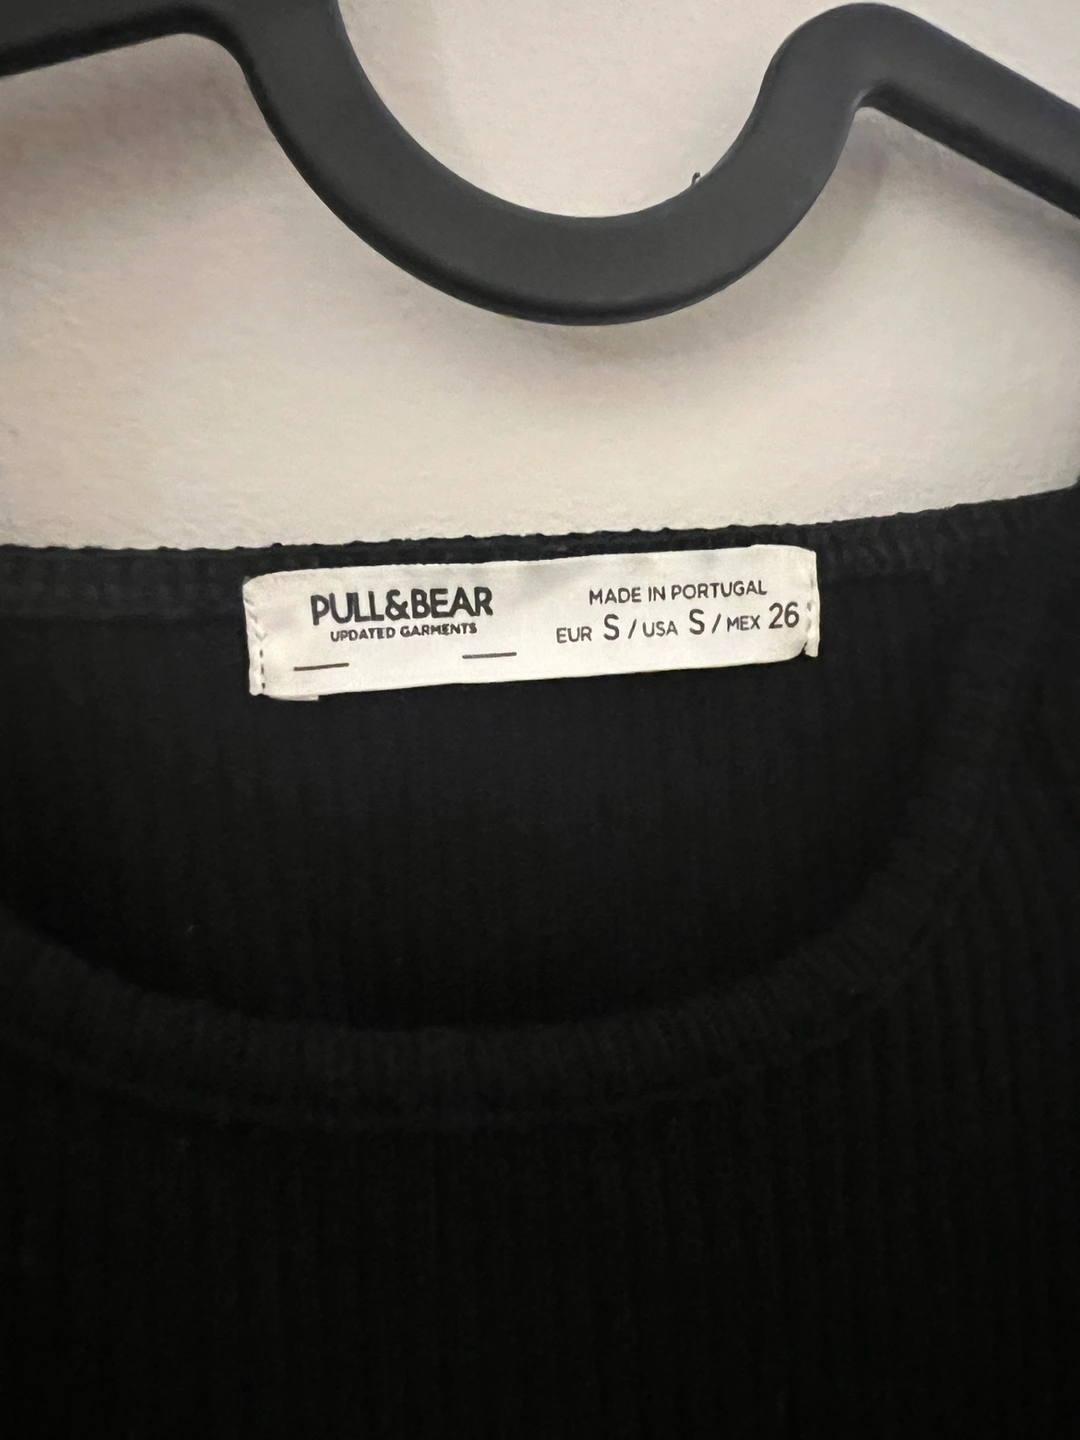 PULL&BEAR
UPDATED GARMENTS
MADE IN PORTUGAL
EUR S / USA S / MEX 26